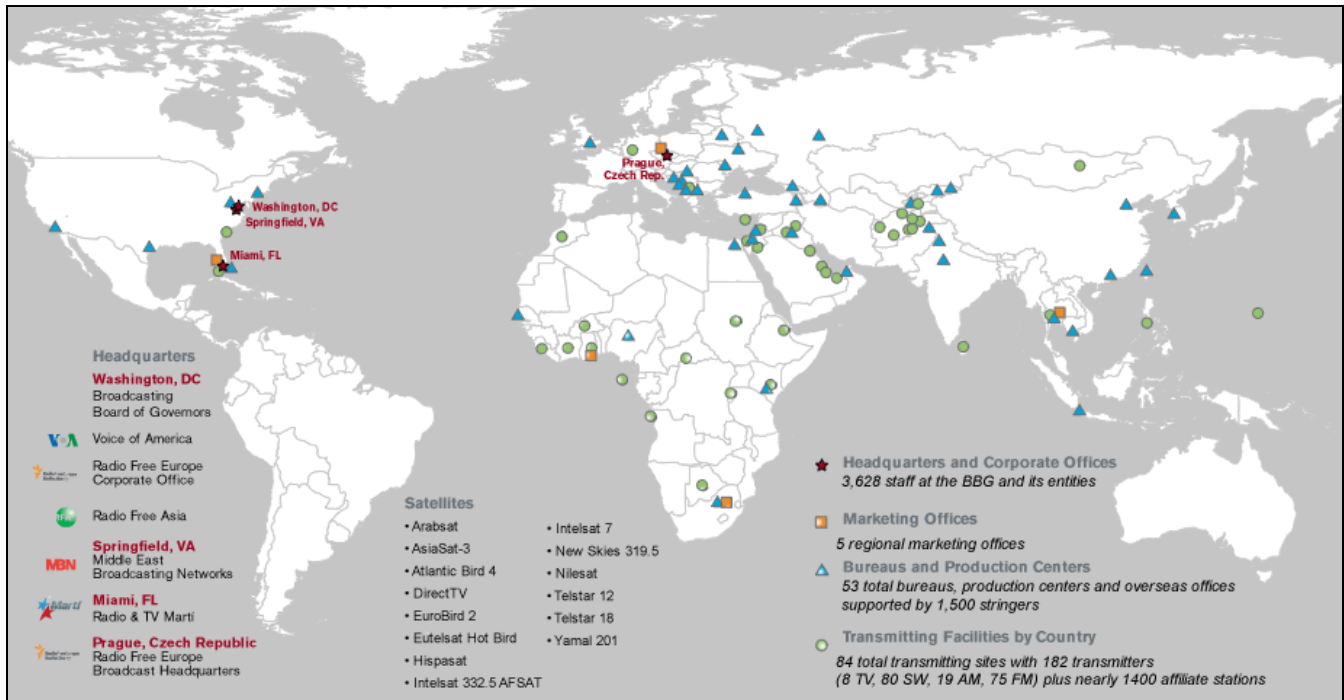 Prague,
Czech Rep.
Washington, DC
Springfield, VA
Miami, FL
Headquarters
Washington, DC
Broadcasting
Board of Governors
VOA
Voice of America
Radio Free Europe
Corporate Office
Radio Free Asia
Springfield, VA
MBN
Middle East
Broadcasting Networks
Martí
Miami, FL
Radio & TV Martí
Prague, Czech Republic
Radio Free Europe
Broadcast Headquarters
Satellites
• Arabsat
• AsiaSat-3
• Atlantic Bird 4
• DirectTV
• EuroBird 2
• Eutelsat Hot Bird
• Hispasat
• Intelsat 332.5 AFSAT
• Intelsat 7
• New Skies 319.5
• Nilesat
• Telstar 12
• Telstar 18
• Yamal 201
Headquarters and Corporate Offices
3,628 staff at the BBG and its entities
Marketing Offices
5 regional marketing offices
Bureaus and Production Centers
53 total bureaus, production centers and overseas offices
supported by 1,500 stringers
Transmitting Facilities by Country
84 total transmitting sites with 182 transmitters
(8 TV, 80 SW, 19 AM, 75 FM) plus nearly 1400 affiliate stations